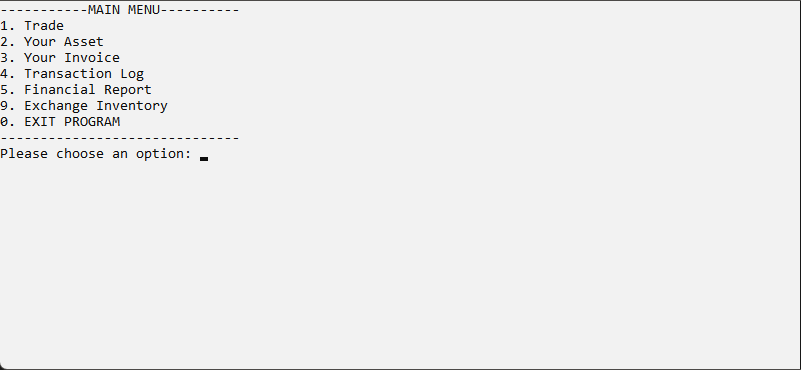 -----------MAIN MENU----------
1. Trade
2. Your Asset
3. Your Invoice
4. Transaction Log
5. Financial Report
9. Exchange Inventory
0. EXIT PROGRAM
------------------------------
Please choose an option: